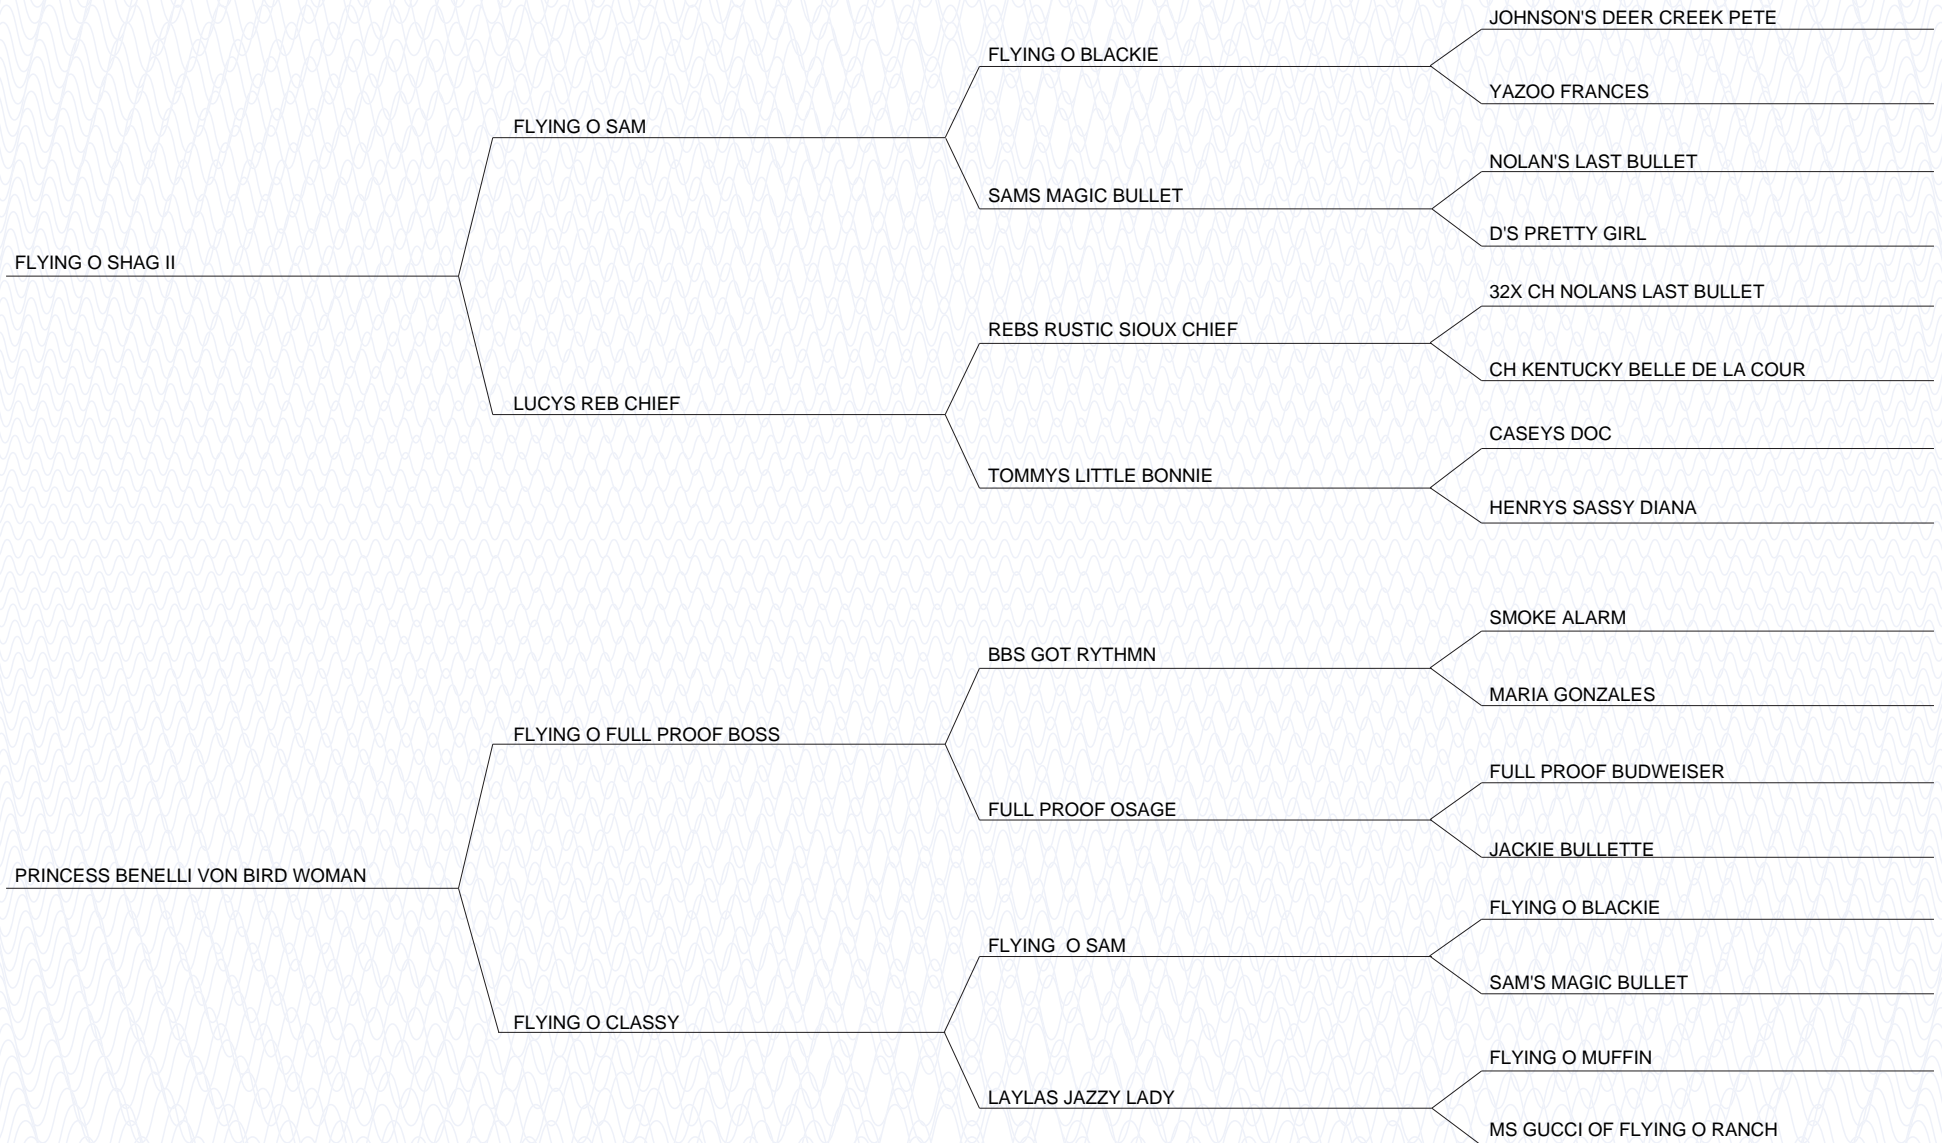 JOHNSON'S DEER CREEK PETE
FLYING O BLACKIE
YAZOO FRANCES
FLYING O SAM
NOLAN'S LAST BULLET
SAMS MAGIC BULLET
D'S PRETTY GIRL
FLYING O SHAG II
32X CH NOLANS LAST BULLET
REBS RUSTIC SIOUX CHIEF
CH KENTUCKY BELLE DE LA COUR
LUCYS REB CHIEF
CASEYS DOC
TOMMYS LITTLE BONNIE
HENRYS SASSY DIANA
SMOKE ALARM
BBS GOT RYTHMN
MARIA GONZALES
FLYING O FULL PROOF BOSS
FULL PROOF BUDWEISER
FULL PROOF OSAGE
JACKIE BULLETTE
PRINCESS BENELLI VON BIRD WOMAN
FLYING O BLACKIE
FLYING  O SAM
SAM'S MAGIC BULLET
FLYING O CLASSY
FLYING O MUFFIN
LAYLAS JAZZY LADY
MS GUCCI OF FLYING O RANCH